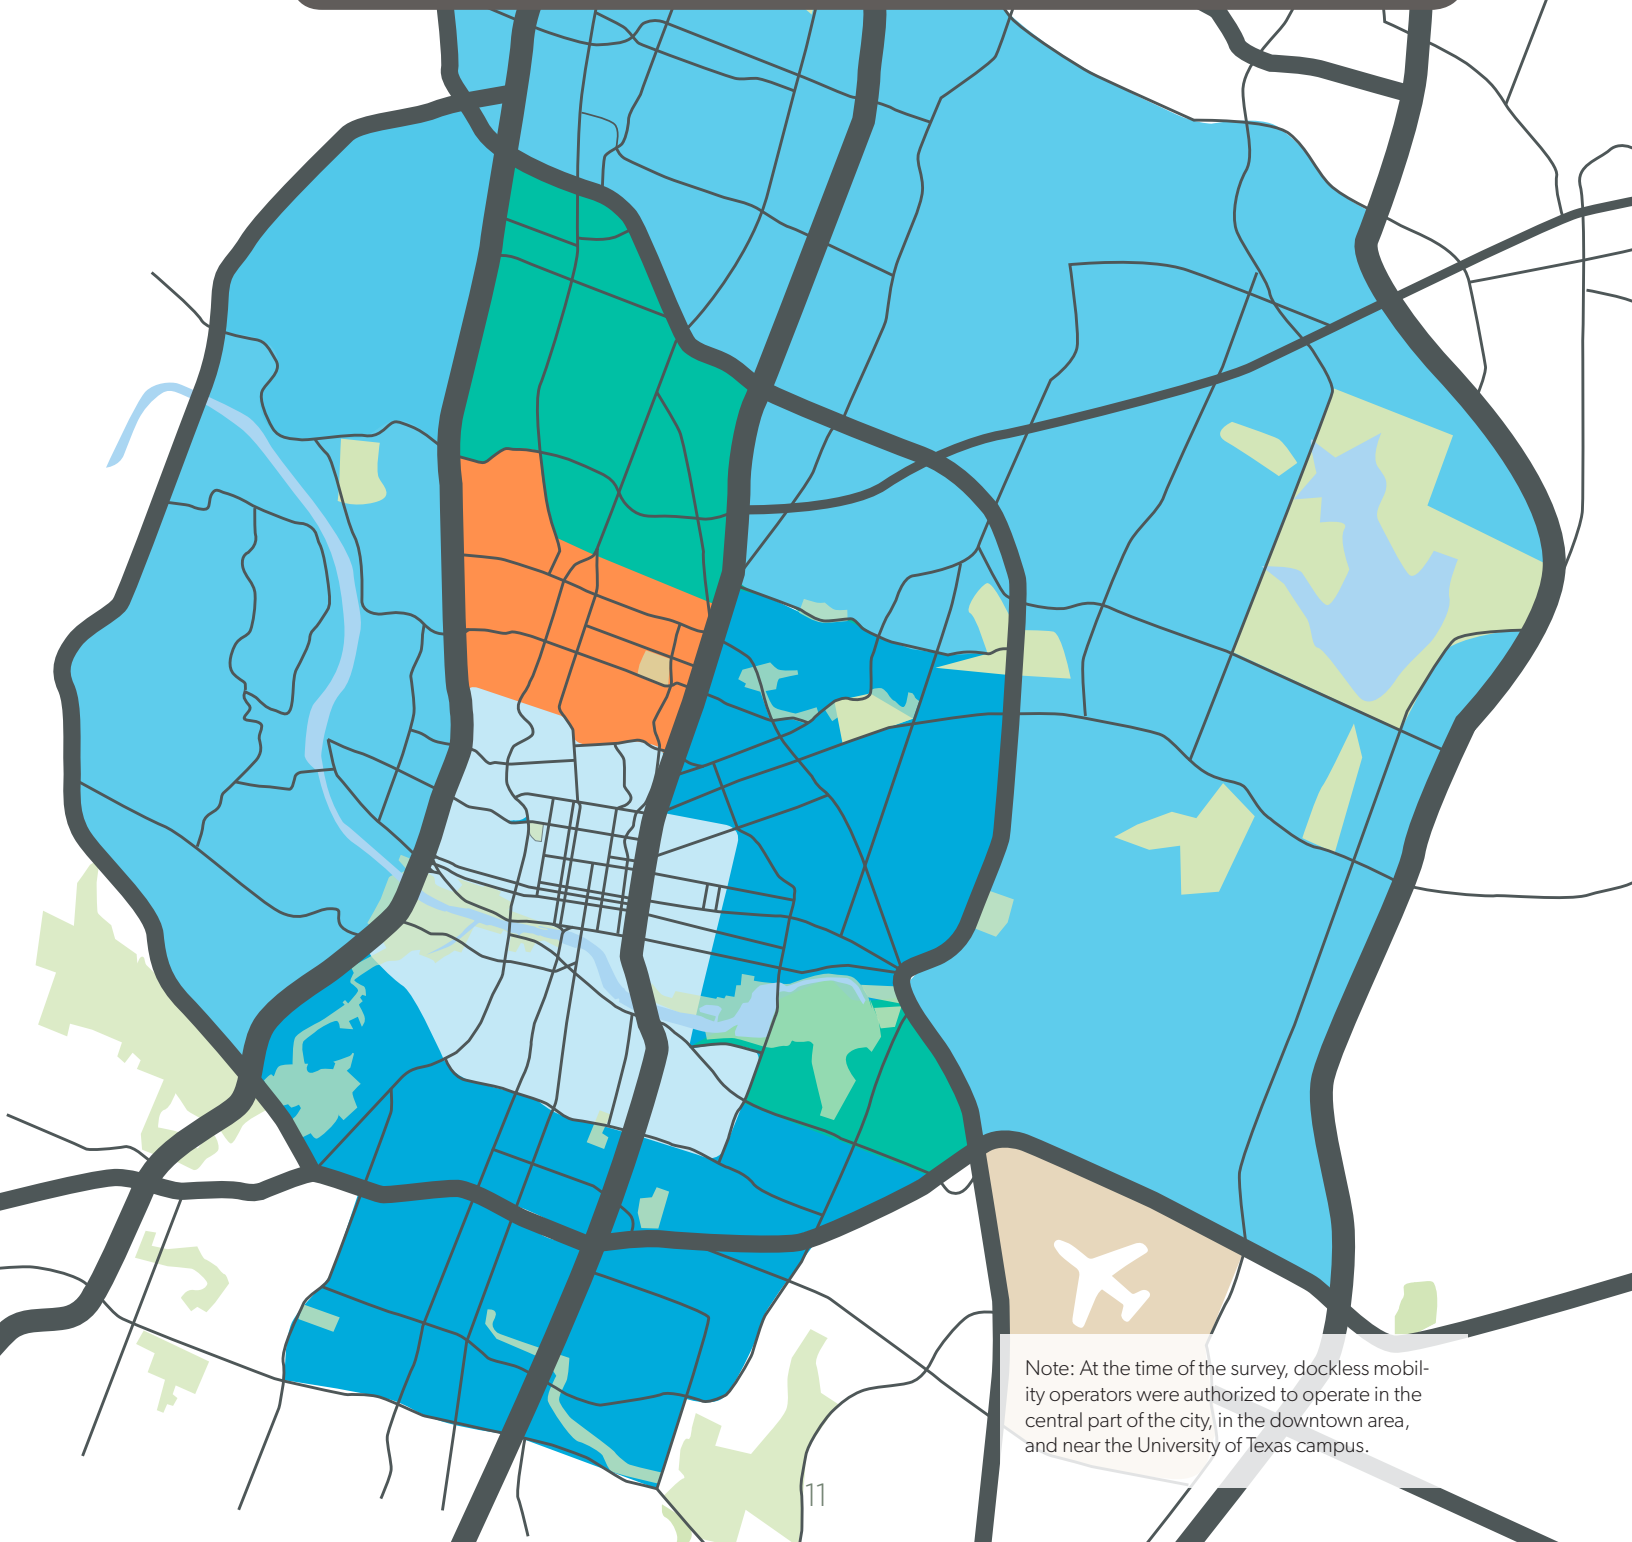 Note: At the time of the survey, dockless mobil-
ity operators were authorized to operate in the
central part of the city, in the downtown area,
and near the University of Texas campus.
11